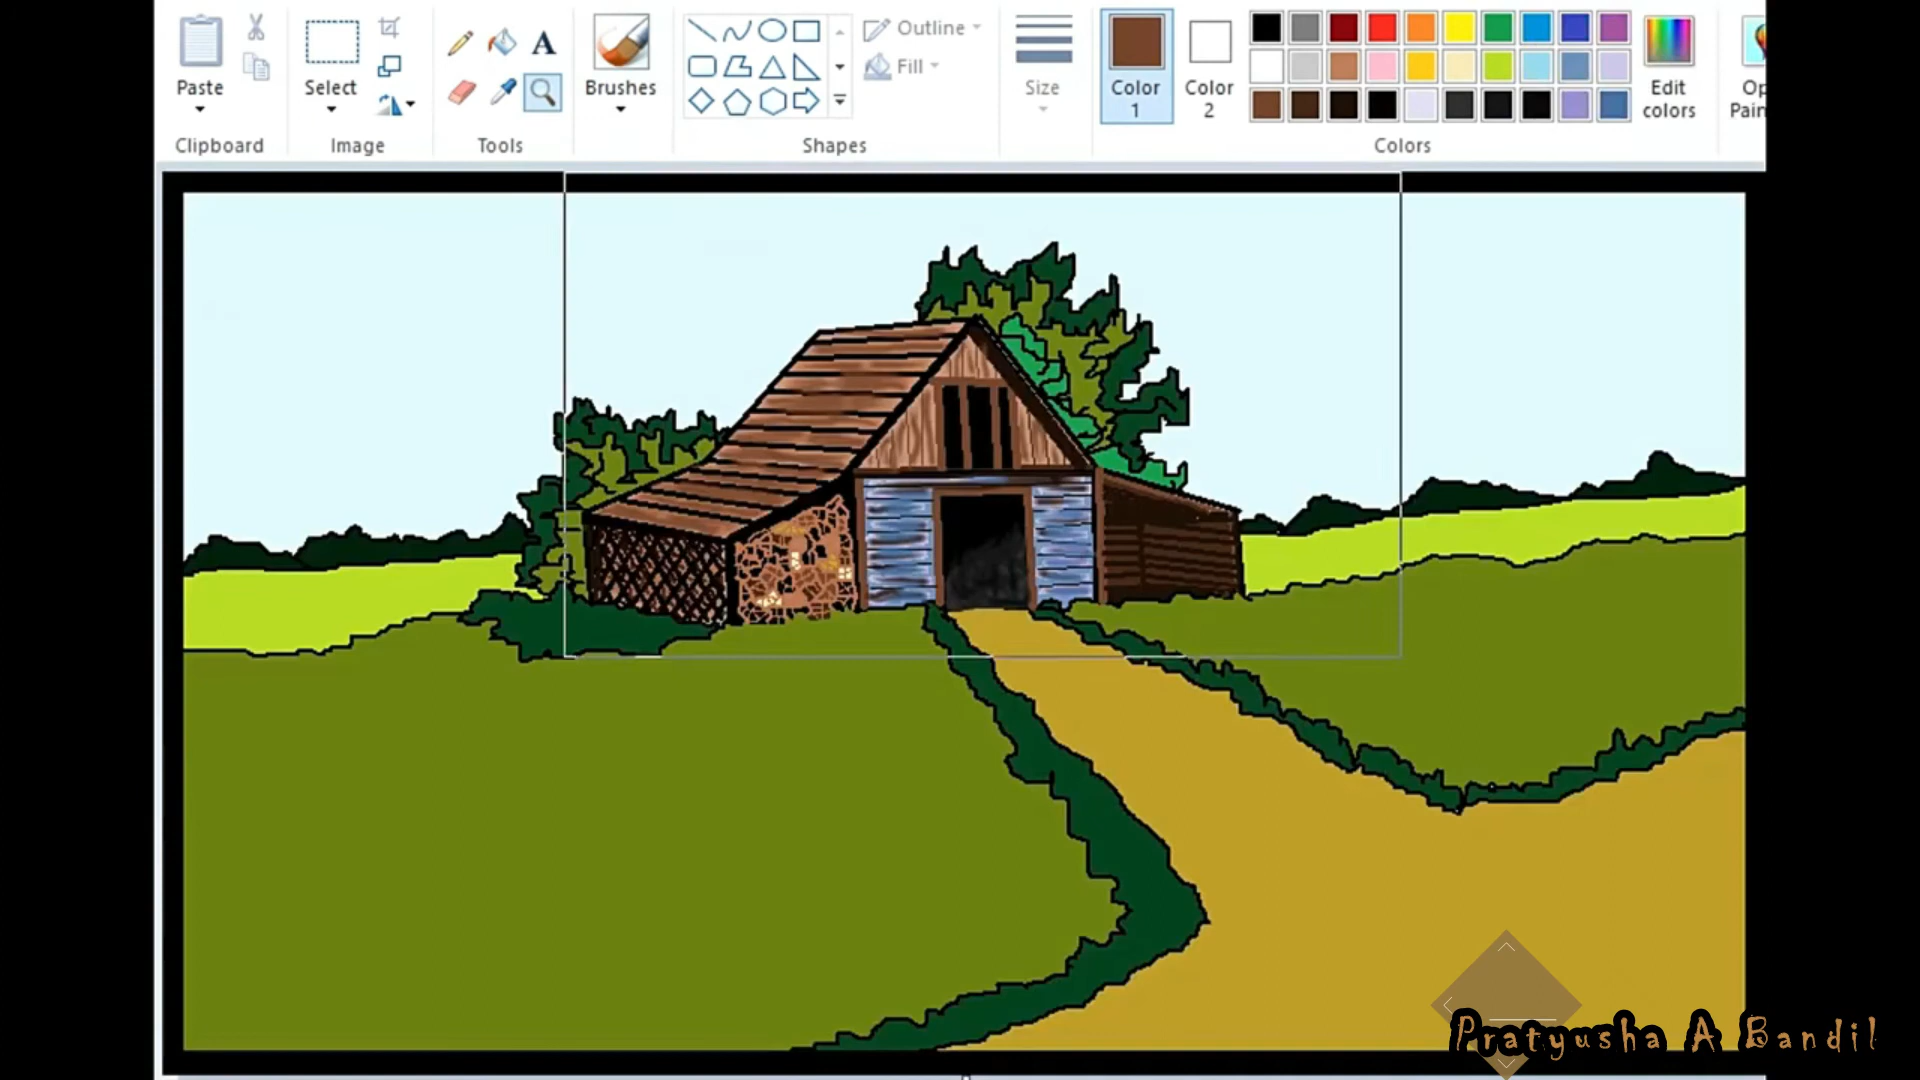 Paste
Select
A
Brushes
Outline
Fill
Size
Color
1
Color
2
Edit
colors
Clipboard
Image
Tools
Shapes
Colors
Pratyusha A Bandil